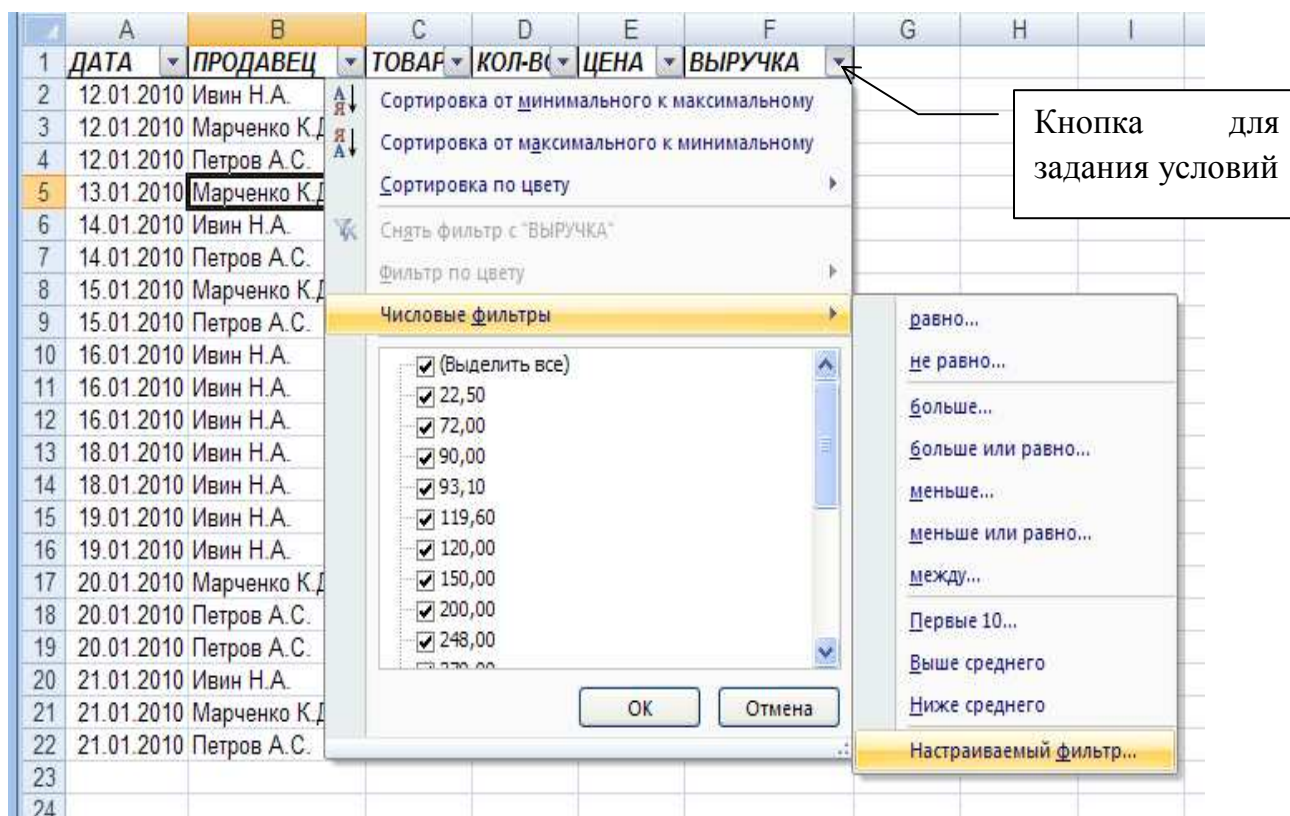 A B C D E F G H I
1 ДАТА ПРОДАВЕЦ ТОВАР КОЛ-ВО ЦЕНА ВЫРУЧКА
2 12.01.2010 Ивин Н.А.
3 12.01.2010 Марченко К.Д
4 12.01.2010 Петров А.С.
5 13.01.2010 Марченко К.Д
6 14.01.2010 Ивин Н.А.
7 14.01.2010 Петров А.С.
8 15.01.2010 Марченко К.Д
9 15.01.2010 Петров А.С.
10 16.01.2010 Ивин Н.А.
11 16.01.2010 Ивин Н.А.
12 16.01.2010 Ивин Н.А.
13 18.01.2010 Ивин Н.А.
14 18.01.2010 Ивин Н.А.
15 19.01.2010 Ивин Н.А.
16 19.01.2010 Ивин Н.А.
17 20.01.2010 Марченко К.Д
18 20.01.2010 Петров А.С.
19 20.01.2010 Петров А.С.
20 21.01.2010 Ивин Н.А.
21 21.01.2010 Марченко К.Д
22 21.01.2010 Петров А.С.
23
24
Сортировка от минимального к максимальному
Сортировка от максимального к минимальному
Сортировка по цвету
Снять фильтр с "ВЫРУЧКА"
Фильтр по цвету
Числовые фильтры
(Выделить все)
22,50
72,00
90,00
93,10
119,60
120,00
150,00
200,00
248,00
ОК Отмена
равно...
не равно...
больше...
больше или равно...
меньше...
меньше или равно...
между...
Первые 10...
Выше среднего
Ниже среднего
Настраиваемый фильтр...
Кнопка для
задания условий